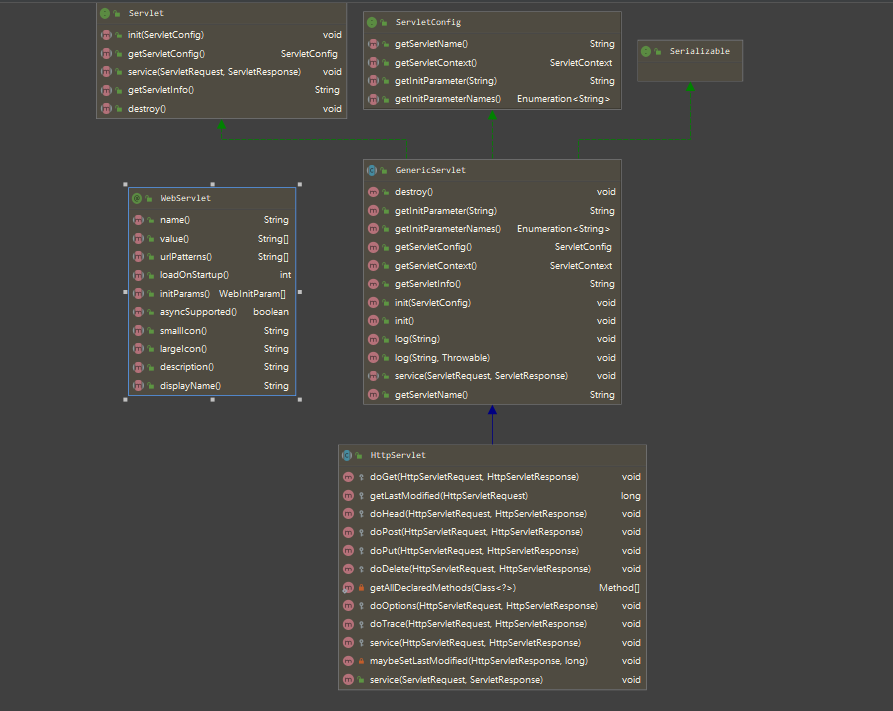 Servlet
init(ServletConfig) void
getServletConfig() ServletConfig
service(ServletRequest, ServletResponse) void
getServletInfo() String
destroy() void
ServletConfig
getServletName() String
getServletContext() ServletContext
getInitParameter(String) String
getInitParameterNames() Enumeration<String>
Serializable
GenericServlet
destroy() void
getInitParameter(String) String
getInitParameterNames() Enumeration<String>
getServletConfig() ServletConfig
getServletContext() ServletContext
getServletInfo() String
init(ServletConfig) void
init() void
log(String) void
log(String, Throwable) void
service(ServletRequest, ServletResponse) void
getServletName() String
WebServlet
name() String
value() String[]
urlPatterns() String[]
loadOnStartup() int
initParams() WebInitParam[]
asyncSupported() boolean
smallIcon() String
largeIcon() String
description() String
displayName() String
HttpServlet
doGet(HttpServletRequest, HttpServletResponse) void
getLastModified(HttpServletRequest) long
doHead(HttpServletRequest, HttpServletResponse) void
doPost(HttpServletRequest, HttpServletResponse) void
doPut(HttpServletRequest, HttpServletResponse) void
doDelete(HttpServletRequest, HttpServletResponse) void
getAllDeclaredMethods(Class<?>) Method[]
doOptions(HttpServletRequest, HttpServletResponse) void
doTrace(HttpServletRequest, HttpServletResponse) void
service(HttpServletRequest, HttpServletResponse) void
maybeSetLastModified(HttpServletResponse, long) void
service(ServletRequest, ServletResponse) void